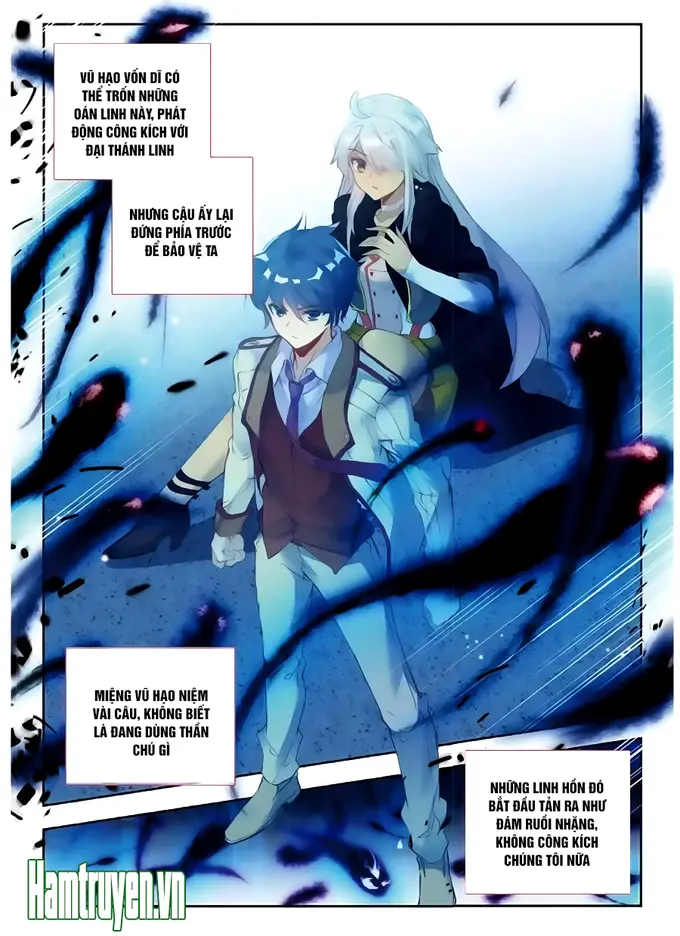 VŨ HẠO VỐN DĨ CÓ
THỂ TRỐN NHỮNG
OÁN LINH NÀY, PHÁT
ĐỘNG CÔNG KÍCH VỚI
ĐẠI THÁNH LINH
NHƯNG CẬU ẤY LẠI
ĐỨNG PHÍA TRƯỚC
ĐỂ BẢO VỆ TA
MIỆNG VŨ HẠO NIỆM
VÀI CÂU, KHÔNG BIẾT
LÀ ĐANG DÙNG THẦN
CHÚ GÌ
NHỮNG LINH HỒN ĐÓ
BẮT ĐẦU TẢN RA NHƯ
ĐÁM RUỒI NHẶNG,
KHÔNG CÔNG KÍCH
CHÚNG TÔI NỮA
Hamtruyen.vn